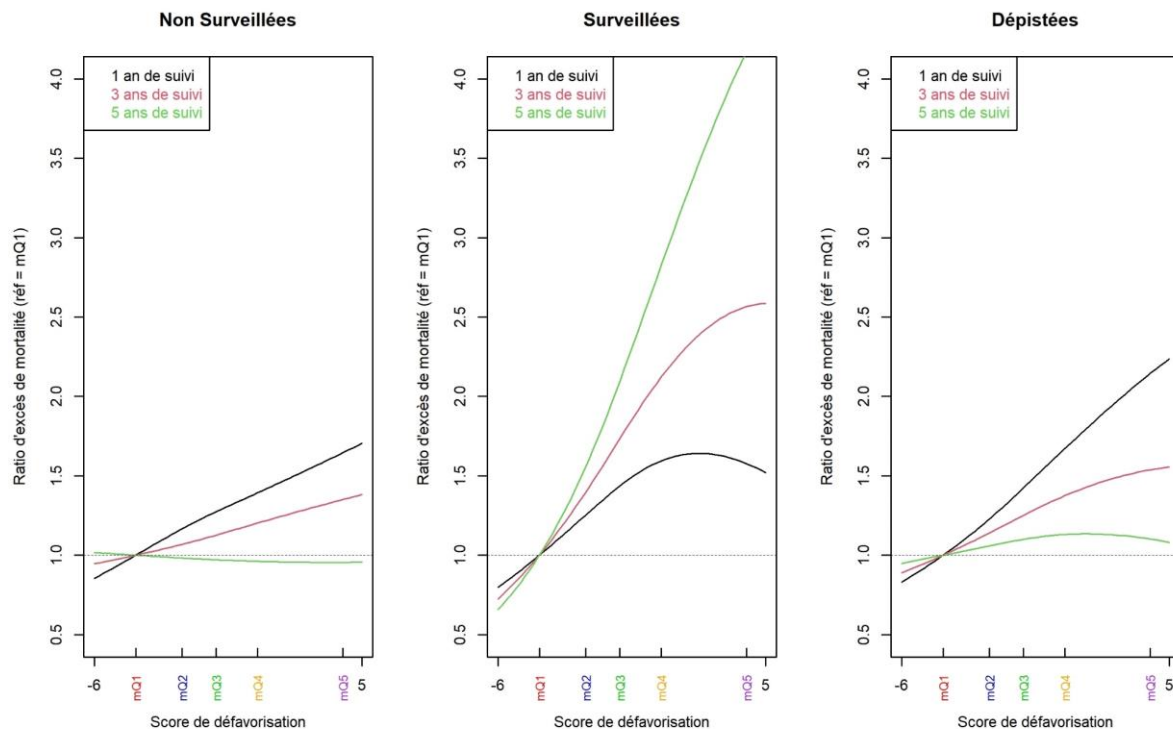 Non Surveillées
1 an de suivi
3 ans de suivi
5 ans de suivi
Ratio d'excès de mortalité (réf = mQ1)
4.0
3.5
3.0
2.5
2.0
1.5
1.0
0.5
-6 mQ1 mQ2 mQ3 mQ4 mQ5 5
Score de défavorisation
Surveillées
1 an de suivi
3 ans de suivi
5 ans de suivi
Ratio d'excès de mortalité (réf = mQ1)
4.0
3.5
3.0
2.5
2.0
1.5
1.0
0.5
-6 mQ1 mQ2 mQ3 mQ4 mQ5 5
Score de défavorisation
Dépistées
1 an de suivi
3 ans de suivi
5 ans de suivi
Ratio d'excès de mortalité (réf = mQ1)
4.0
3.5
3.0
2.5
2.0
1.5
1.0
0.5
-6 mQ1 mQ2 mQ3 mQ4 mQ5 5
Score de défavorisation